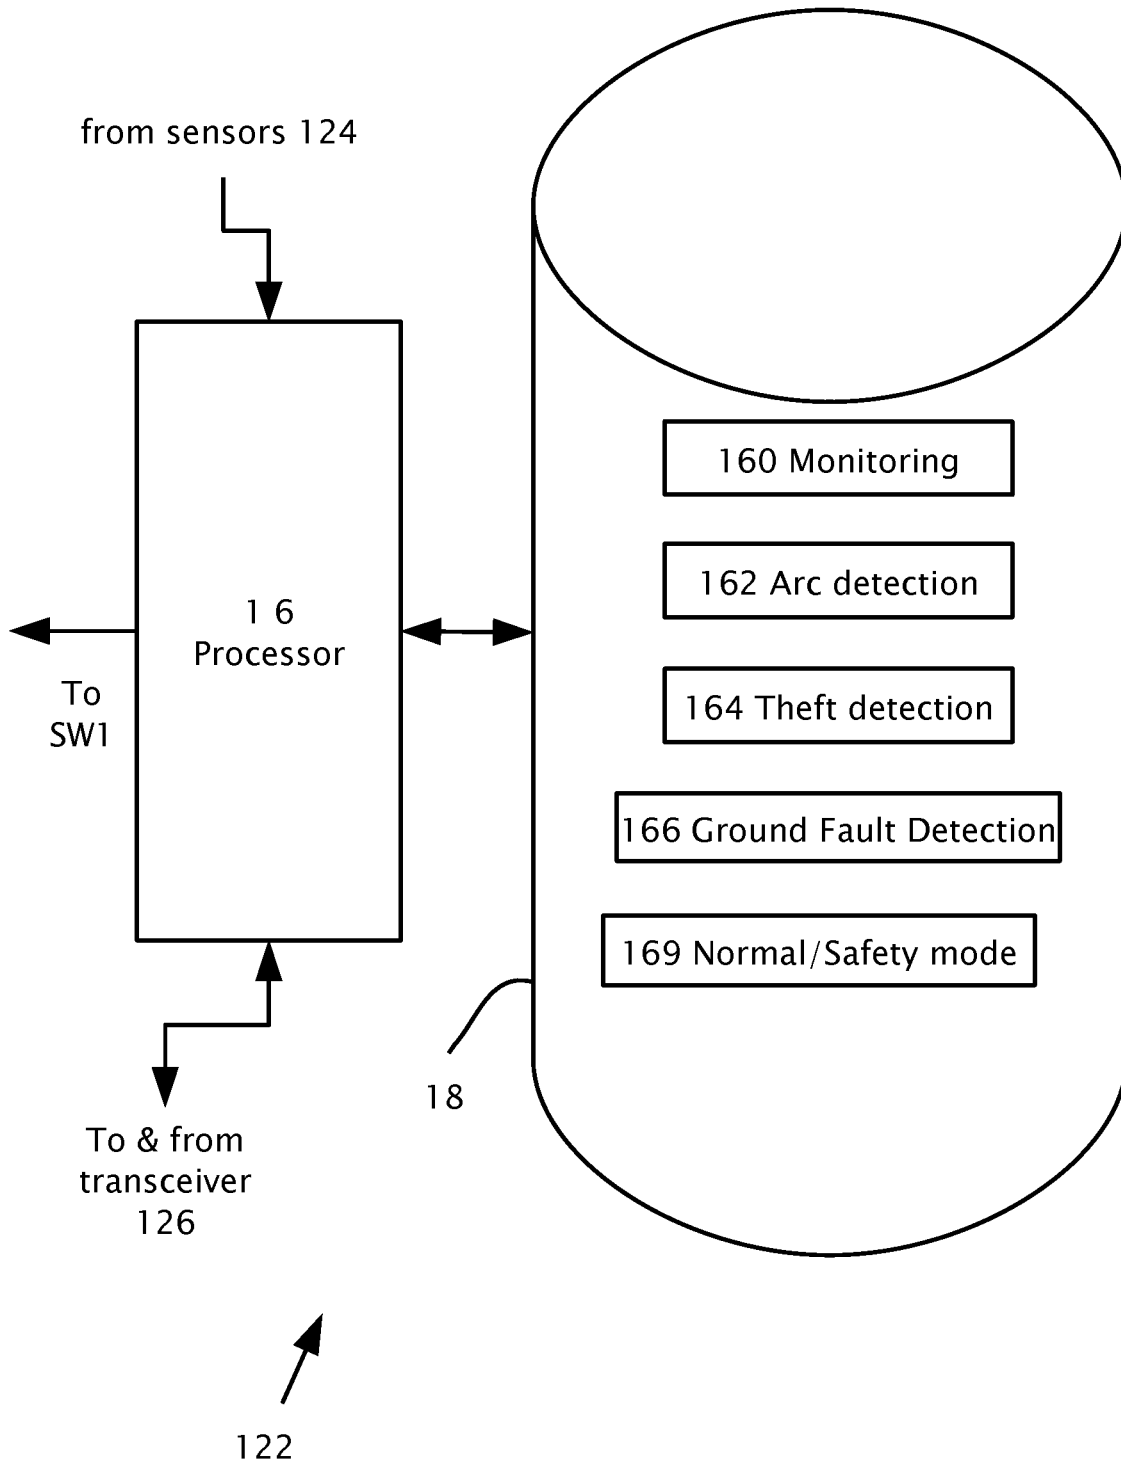 from sensors 124
160 Monitoring
162 Arc detection
1 6
Processor
164 Theft detection
To
SW1
166 Ground Fault Detection
169 Normal/Safety mode
18
To & from
transceiver
126
122